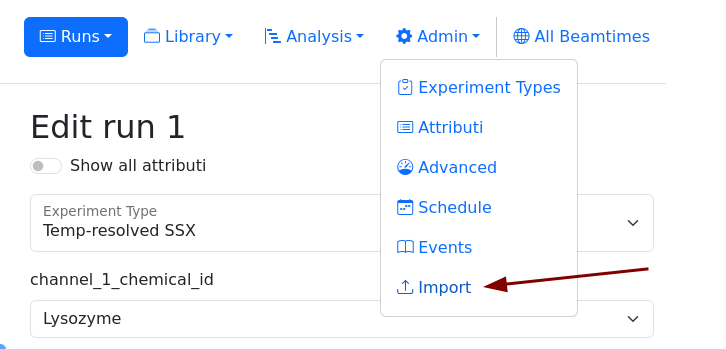 Runs Library Analysis Admin All Beamtimes
Experiment Types
Attributi
Advanced
Schedule
Events
Import
Edit run 1
Show all attributi
Experiment Type
Temp-resolved SSX
channel_1_chemical_id
Lysozyme